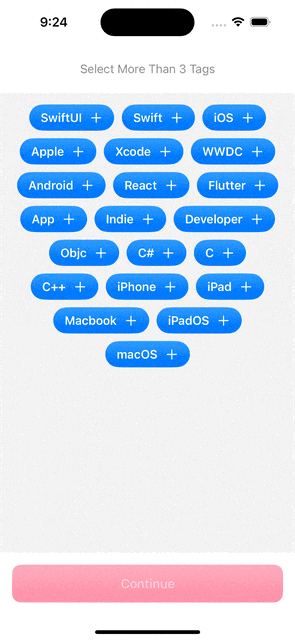 9:24
Select More Than 3 Tags
SwiftUI + Swift + iOS +
Apple + Xcode + WWDC +
Android + React + Flutter +
App + Indie + Developer +
Objc + C# + C +
C++ + iPhone + iPad +
Macbook + iPadOS +
macOS +
Continue